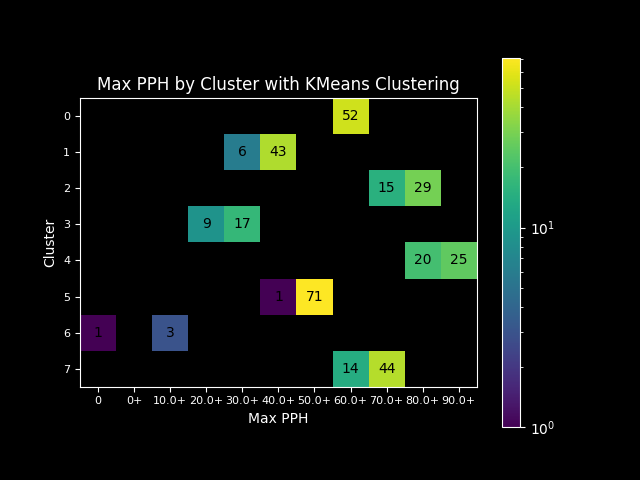 Max PPH by Cluster with KMeans Clustering
0 52
1 6 43
2 15 29
3 9 17
4 20 25
5 1 71
6 1 3
7 14 44
0 0+ 10.0+ 20.0+ 30.0+ 40.0+ 50.0+ 60.0+ 70.0+ 80.0+ 90.0+
Max PPH
Cluster
10¹
10⁰